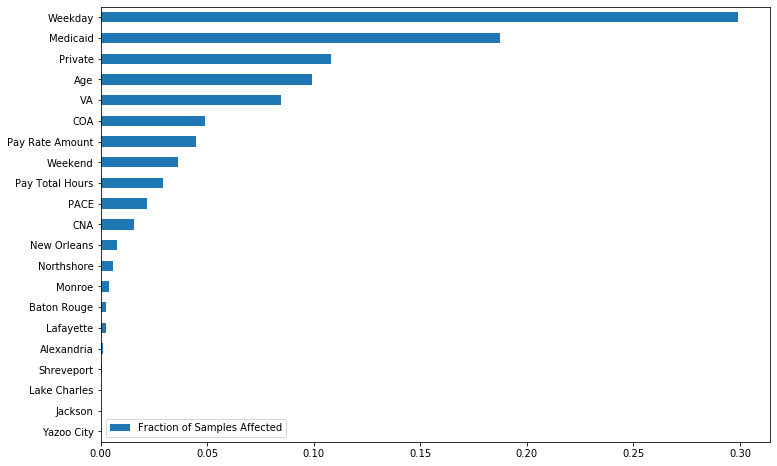 Weekday
Medicaid
Private
Age
VA
COA
Pay Rate Amount
Weekend
Pay Total Hours
PACE
CNA
New Orleans
Northshore
Monroe
Baton Rouge
Lafayette
Alexandria
Shreveport
Lake Charles
Jackson
Yazoo City
Fraction of Samples Affected
0.00 0.05 0.10 0.15 0.20 0.25 0.30